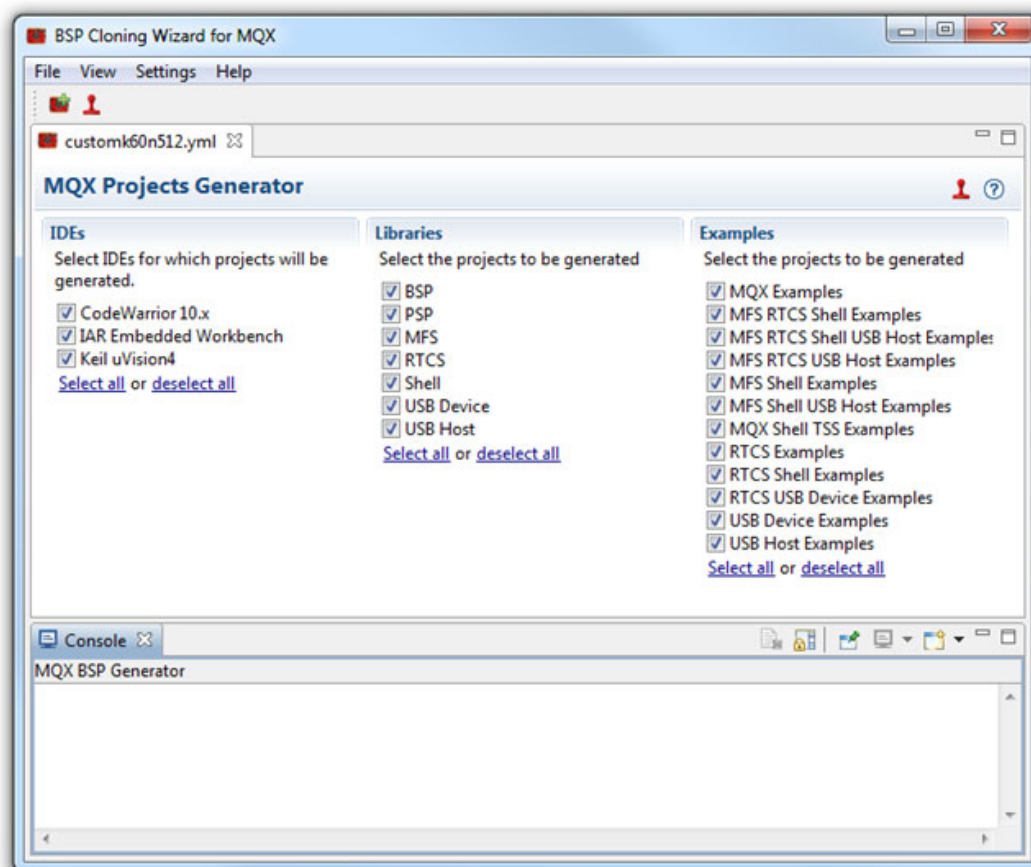 BSP Cloning Wizard for MQX
File View Settings Help
customk60n512.yml
MQX Projects Generator
IDEs
Select IDEs for which projects will be
generated.
CodeWarrior 10.x
IAR Embedded Workbench
Keil uVision4
Select all or deselect all
Libraries
Select the projects to be generated
BSP
PSP
MFS
RTCS
Shell
USB Device
USB Host
Select all or deselect all
Examples
Select the projects to be generated
MQX Examples
MFS RTCS Shell Examples
MFS RTCS Shell USB Host Examples
MFS RTCS USB Host Examples
MFS Shell Examples
MFS Shell USB Host Examples
MQX Shell TSS Examples
RTCS Examples
RTCS Shell Examples
RTCS USB Device Examples
USB Device Examples
USB Host Examples
Select all or deselect all
Console
MQX BSP Generator